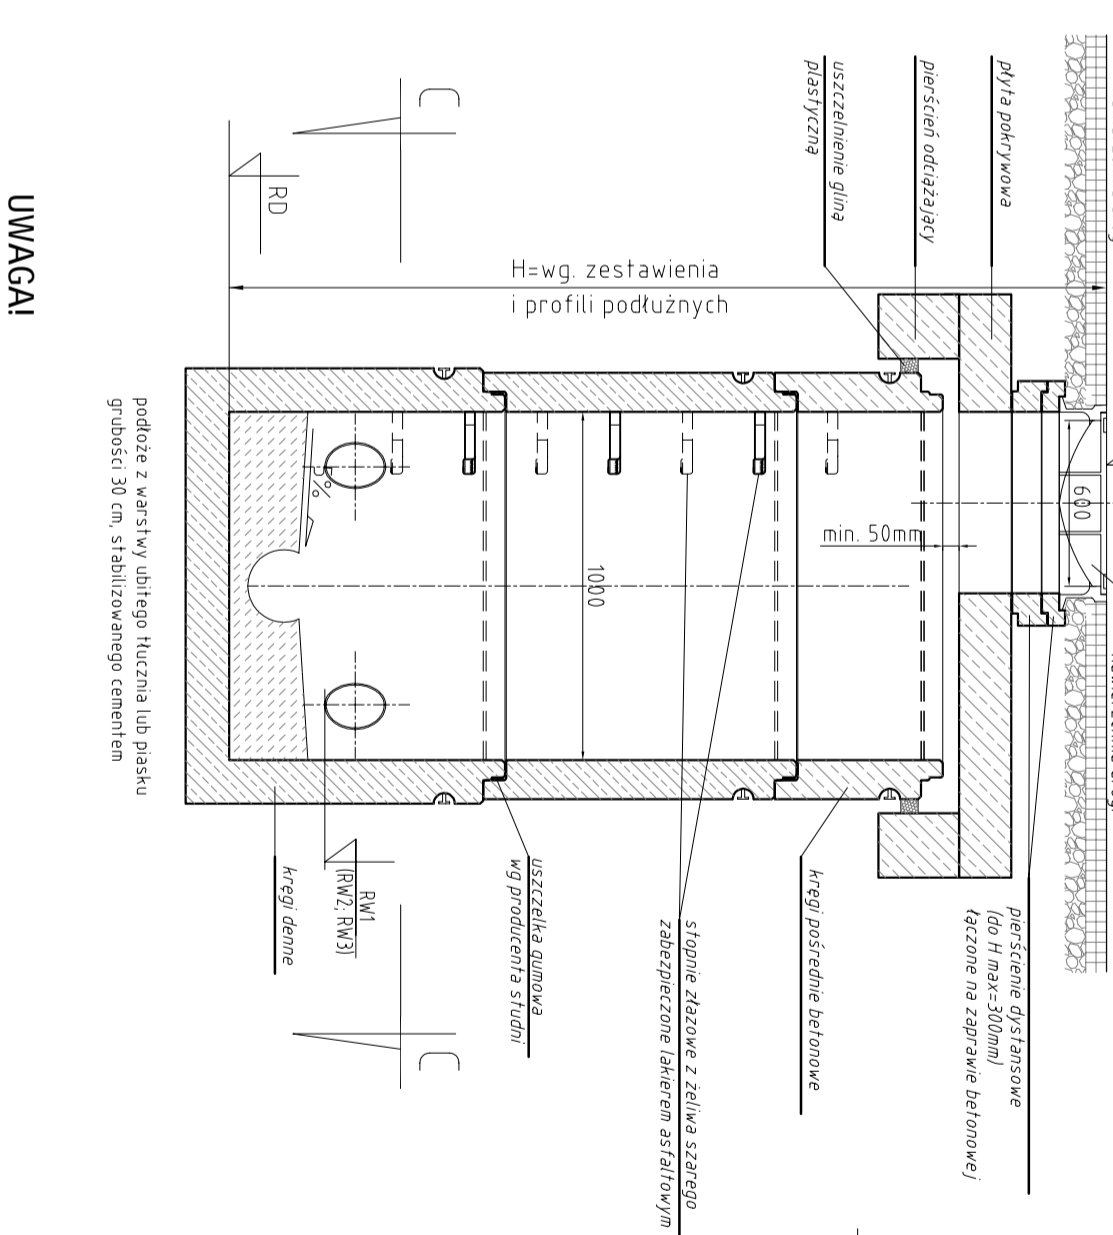 płyta pokrywowa
pierścień odciążający
uszczelnienie gliną
plastyczną
H=wg. zestawienia
i profili podłużnych
C
RD
600
min. 50mm
1000
5%
pierścienie dystansowe
(do H max=300mm)
łączone na zaprawie betonowej
kręgi pośrednie betonowe
stopnie złazowe z żeliwa szarego
zabezpieczone lakierem asfaltowym
uszczelka gumowa
wg producenta studni
RW1
(RW2; RW3)
kręgi denne
C
podłoże z warstwy ubitego tłucznia lub piasku
grubości 30 cm, stabilizowanego cementem
UWAGA!